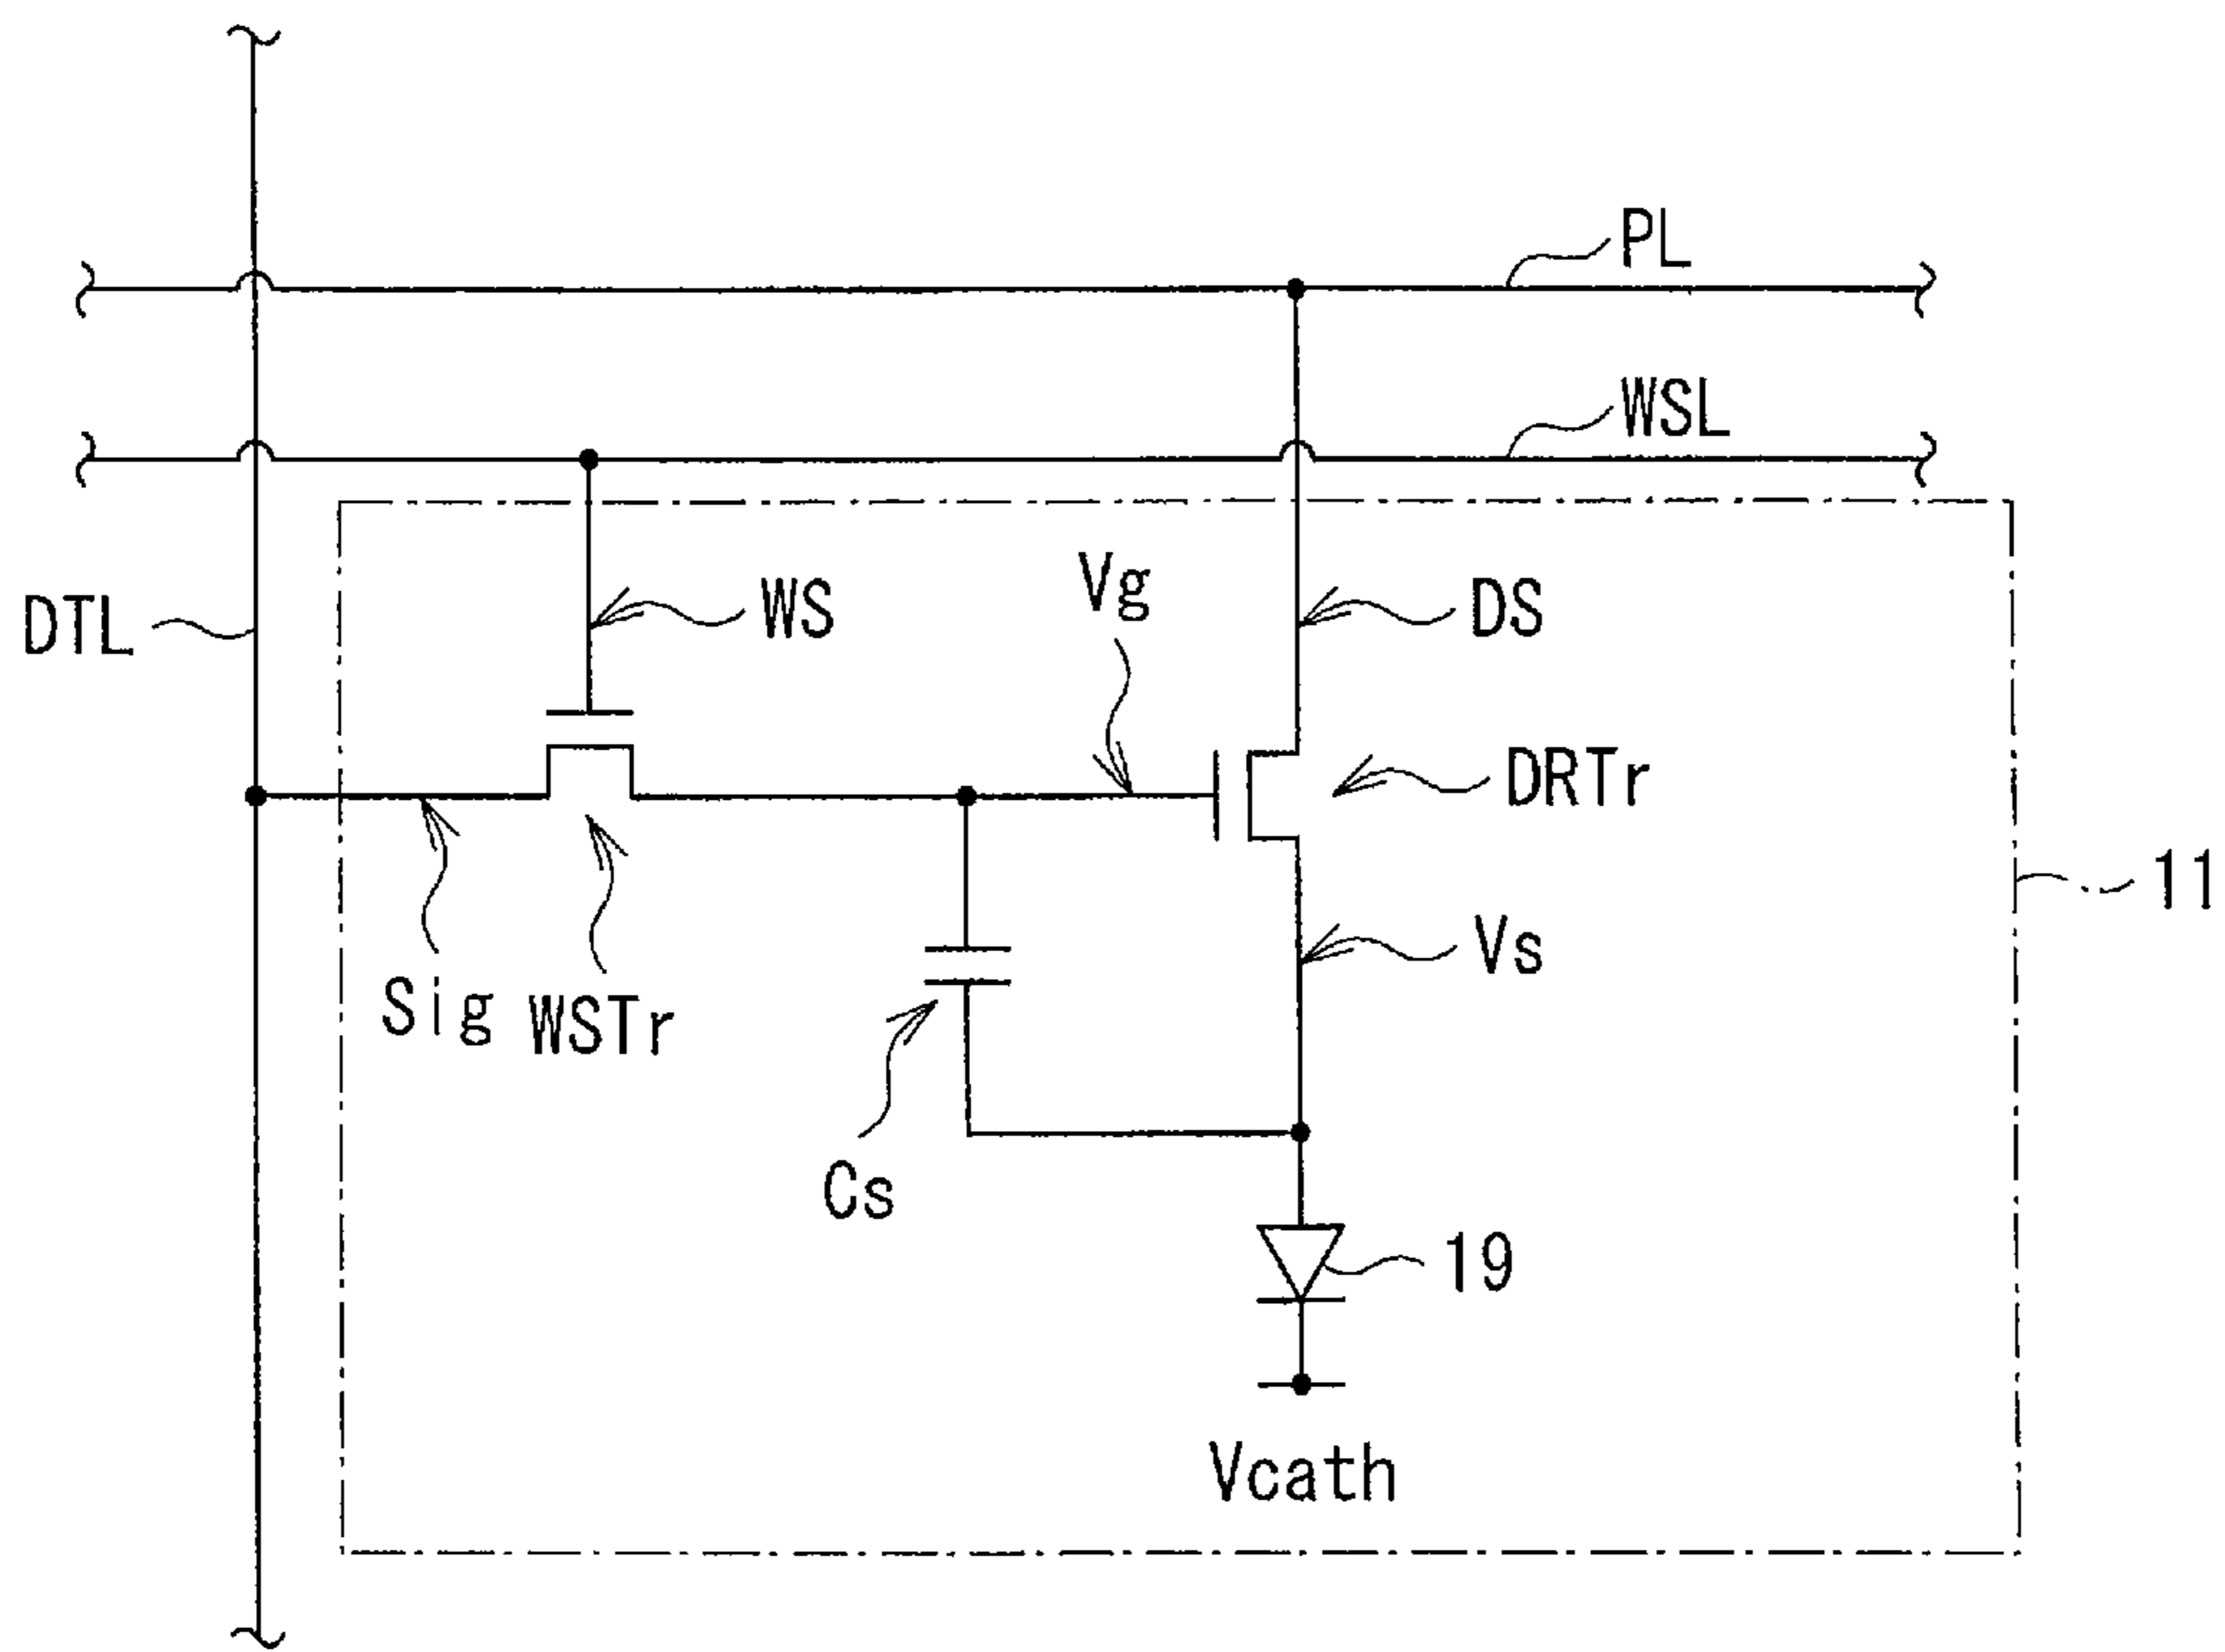 PL
WSL
DTL
WS
Vg
DS
DRTr
11
Sig
WSTr
Vs
Cs
19
Vcath